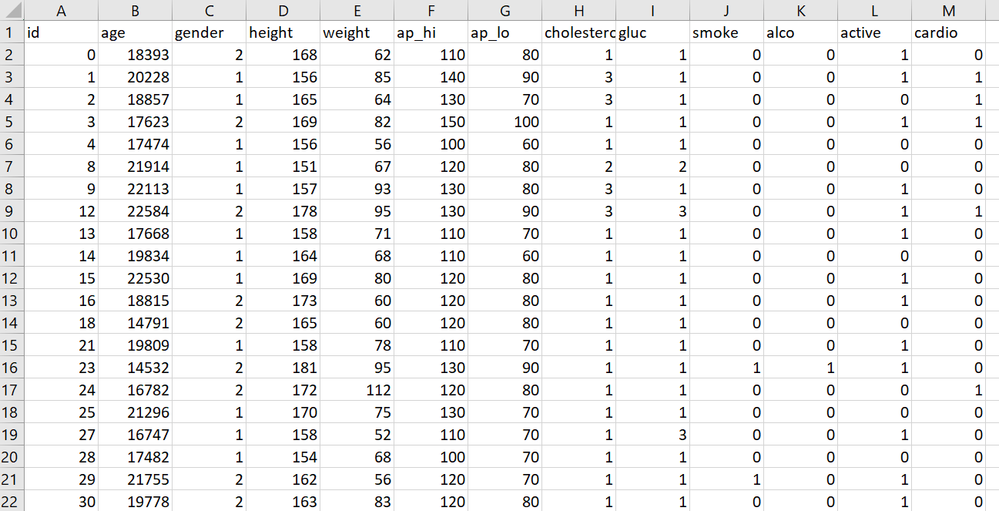 A B C D E F G H I J K L M
1 id age gender height weight ap_hi ap_lo cholesterc gluc smoke alco active cardio
2 0 18393 2 168 62 110 80 1 1 0 0 1 0
3 1 20228 1 156 85 140 90 3 1 0 0 1 1
4 2 18857 1 165 64 130 70 3 1 0 0 0 1
5 3 17623 2 169 82 150 100 1 1 0 0 1 1
6 4 17474 1 156 56 100 60 1 1 0 0 0 0
7 8 21914 1 151 67 120 80 2 2 0 0 0 0
8 9 22113 1 157 93 130 80 3 1 0 0 1 0
9 12 22584 2 178 95 130 90 3 3 0 0 1 1
10 13 17668 1 158 71 110 70 1 1 0 0 1 0
11 14 19834 1 164 68 110 60 1 1 0 0 0 0
12 15 22530 1 169 80 120 80 1 1 0 0 1 0
13 16 18815 2 173 60 120 80 1 1 0 0 1 0
14 18 14791 2 165 60 120 80 1 1 0 0 0 0
15 21 19809 1 158 78 110 70 1 1 0 0 1 0
16 23 14532 2 181 95 130 90 1 1 1 1 1 0
17 24 16782 2 172 112 120 80 1 1 0 0 0 1
18 25 21296 1 170 75 130 70 1 1 0 0 0 0
19 27 16747 1 158 52 110 70 1 3 0 0 1 0
20 28 17482 1 154 68 100 70 1 1 0 0 0 0
21 29 21755 2 162 56 120 70 1 1 1 0 1 0
22 30 19778 2 163 83 120 80 1 1 0 0 1 0